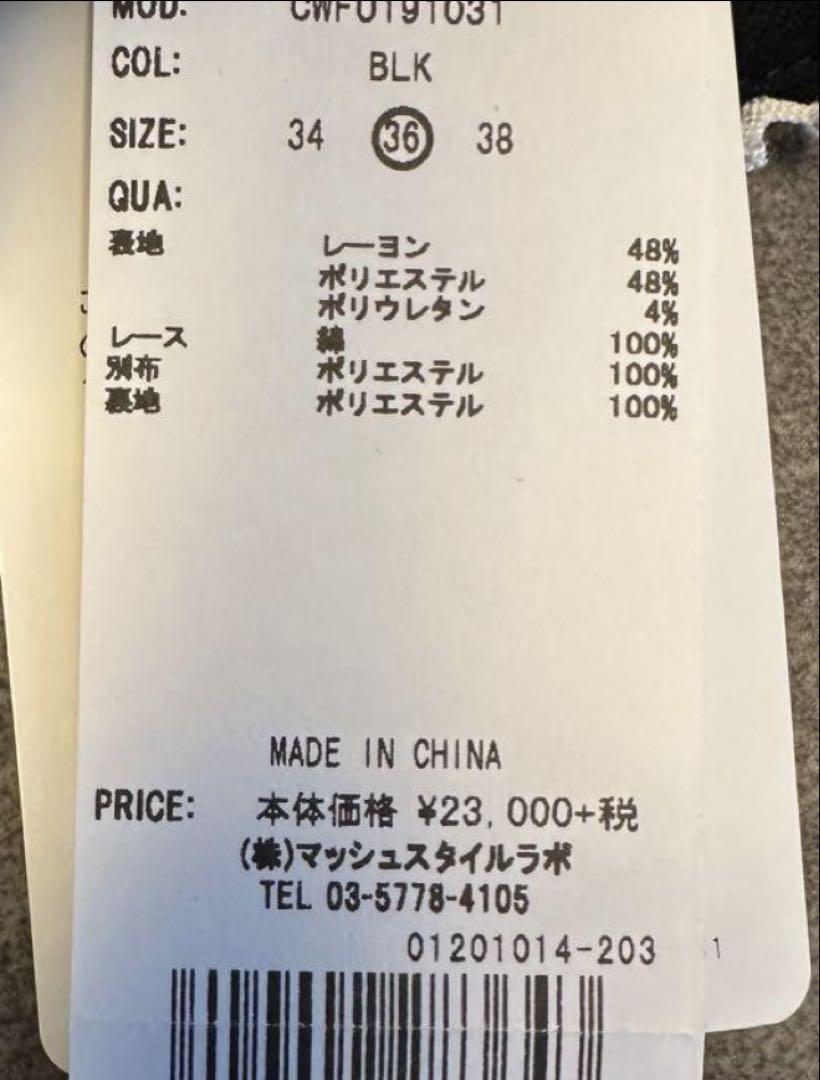 MOD: CWFO191031
COL: BLK
SIZE: 34 36 38
QUA:
表地 レーヨン 48%
ポリエステル 48%
ポリウレタン 4%
レース 綿 100%
別布 ポリエステル 100%
裏地 ポリエステル 100%
MADE IN CHINA
PRICE: 本体価格 ¥23,000+税
(株)マッシュスタイルラボ
TEL 03-5778-4105
01201014-203 1